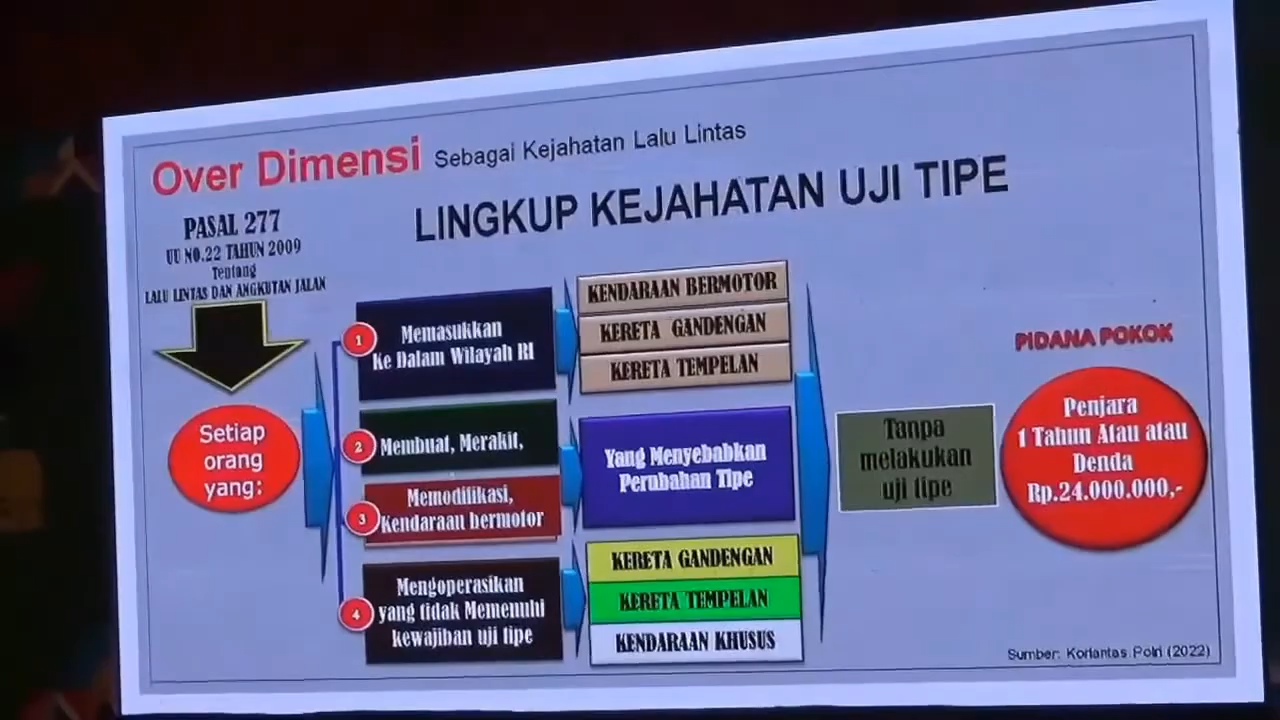 Over Dimensi Sebagai Kejahatan Lalu Lintas
LINGKUP KEJAHATAN UJI TIPE
PASAL 277
UU NO.22 TAHUN 2009
Tentang
LALU LINTAS DAN ANGKUTAN JALAN
Setiap
orang
yang:
1
Memasukkan
Ke Dalam Wilayah RI
2
Membuat, Merakit,
3
Memodifikasi,
Kendaraan bermotor
4
Mengoperasikan
yang tidak Memenuhi
kewajiban uji tipe
KENDARAAN BERMOTOR
KERETA GANDENGAN
KERETA TEMPELAN
Yang Menyebabkan
Perubahan Tipe
KERETA GANDENGAN
KERETA TEMPELAN
KENDARAAN KHUSUS
Tanpa
melakukan
uji tipe
PIDANA POKOK
Penjara
1 Tahun Atau atau
Denda
Rp.24.000.000,-
Sumber: Korlantas Polri (2022)